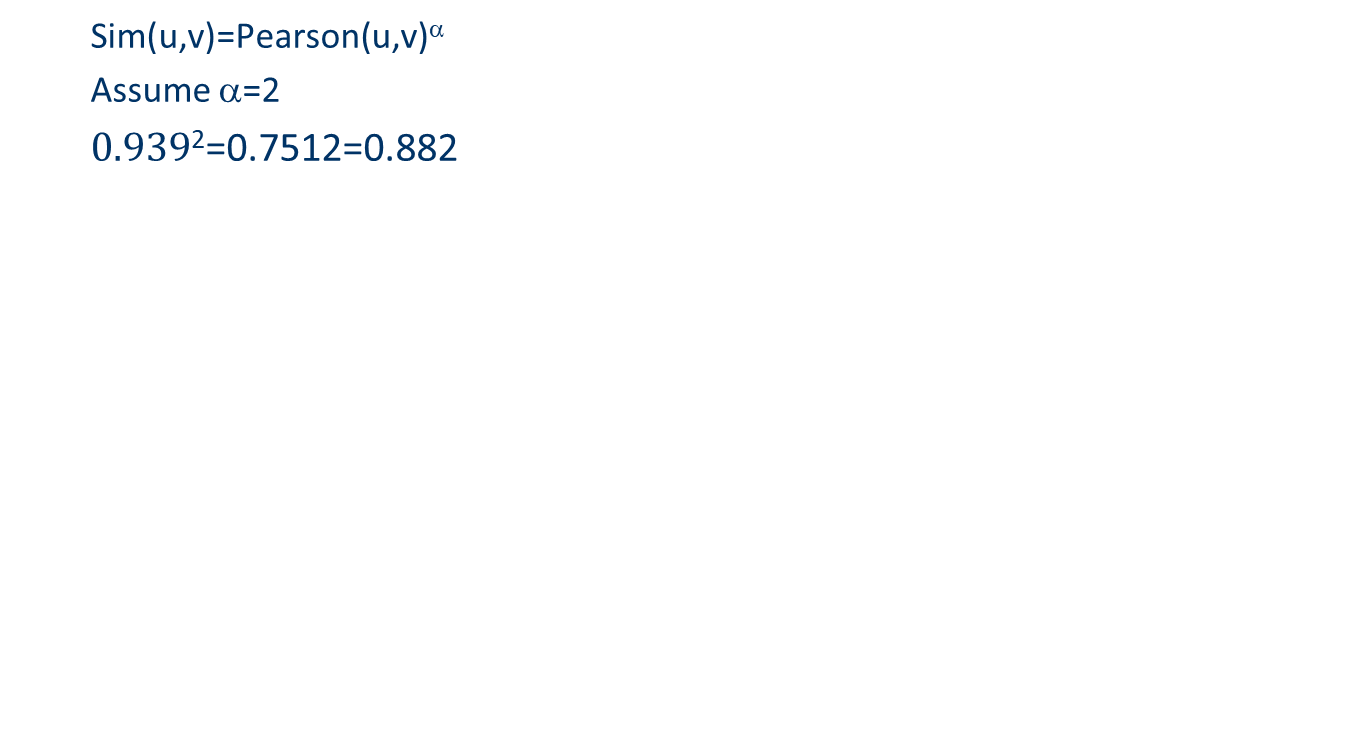 Sim(u,v)=Pearson(u,v)ᵅ
Assume α=2
0.939²=0.7512=0.882